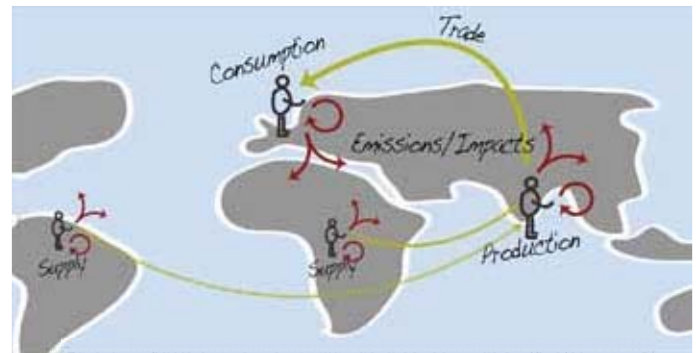 Trade
Consumption
Emissions/Impacts
Supply
Supply
Production